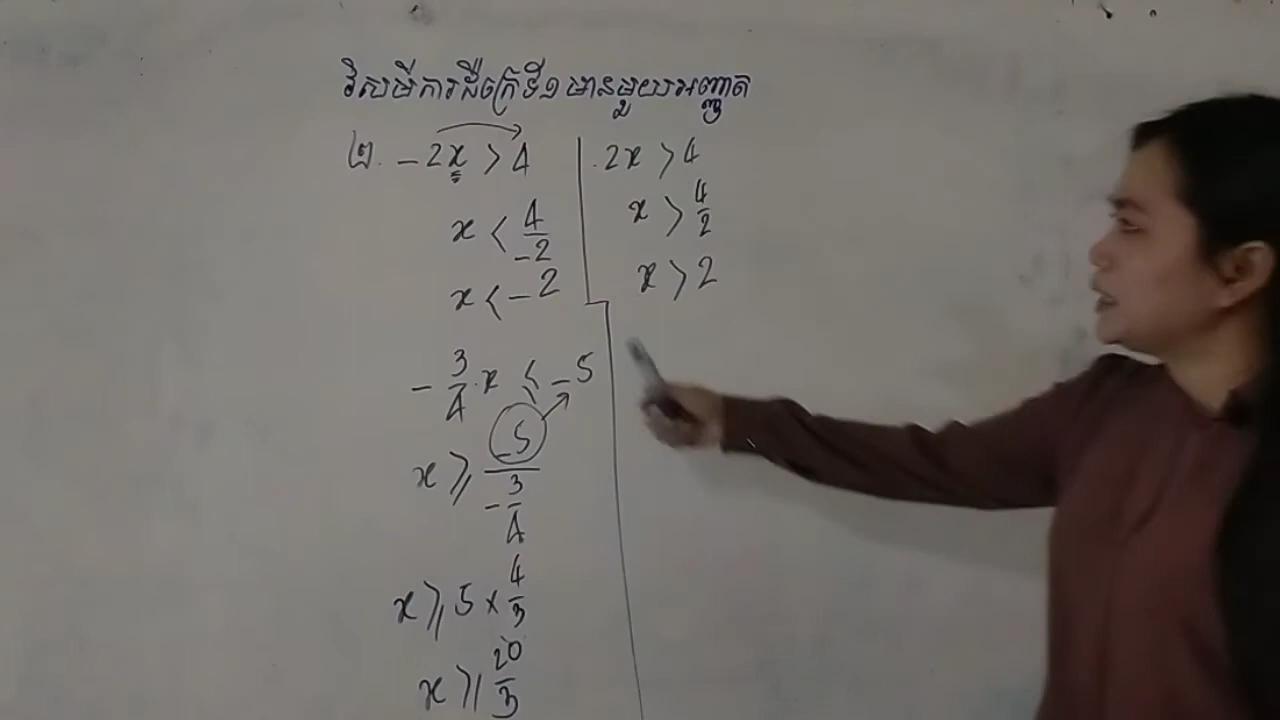 វិសមីការដឺក្រេទី១មានមួយអញ្ញាត
២. -2x > 4
x < 4/-2
x < -2
- 3/4 . x ≤ -5
x ≥ -5 / - 3/4
x ≥ 5 × 4/3
x ≥ 20/3
. 2x > 4
x > 4/2
x > 2